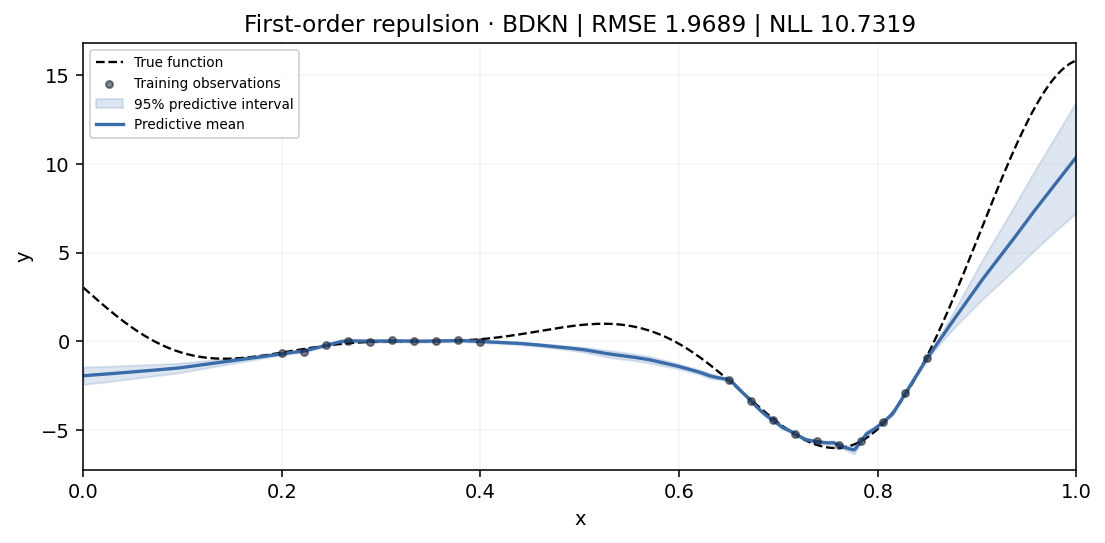 First-order repulsion · BDKN | RMSE 1.9689 | NLL 10.7319
True function
Training observations
95% predictive interval
Predictive mean
y
15
10
5
0
−5
0.0 0.2 0.4 0.6 0.8 1.0
x